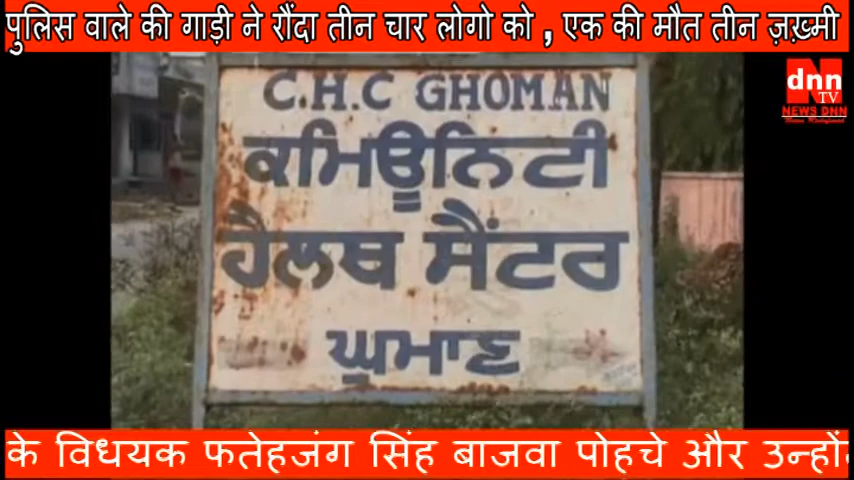 पुलिस वाले की गाड़ी ने रौंदा तीन चार लोगो को , एक की मौत तीन ज़ख़्मी
dnn
TV
NEWS DNN
C.H.C GHOMAN
ਕਮਿਊਨਿਟੀ
ਹੈਲਥ ਸੈਂਟਰ
ਘੁਮਾਣ
के विधयक फतेहजंग सिंह बाजवा पोहचे और उन्होंन